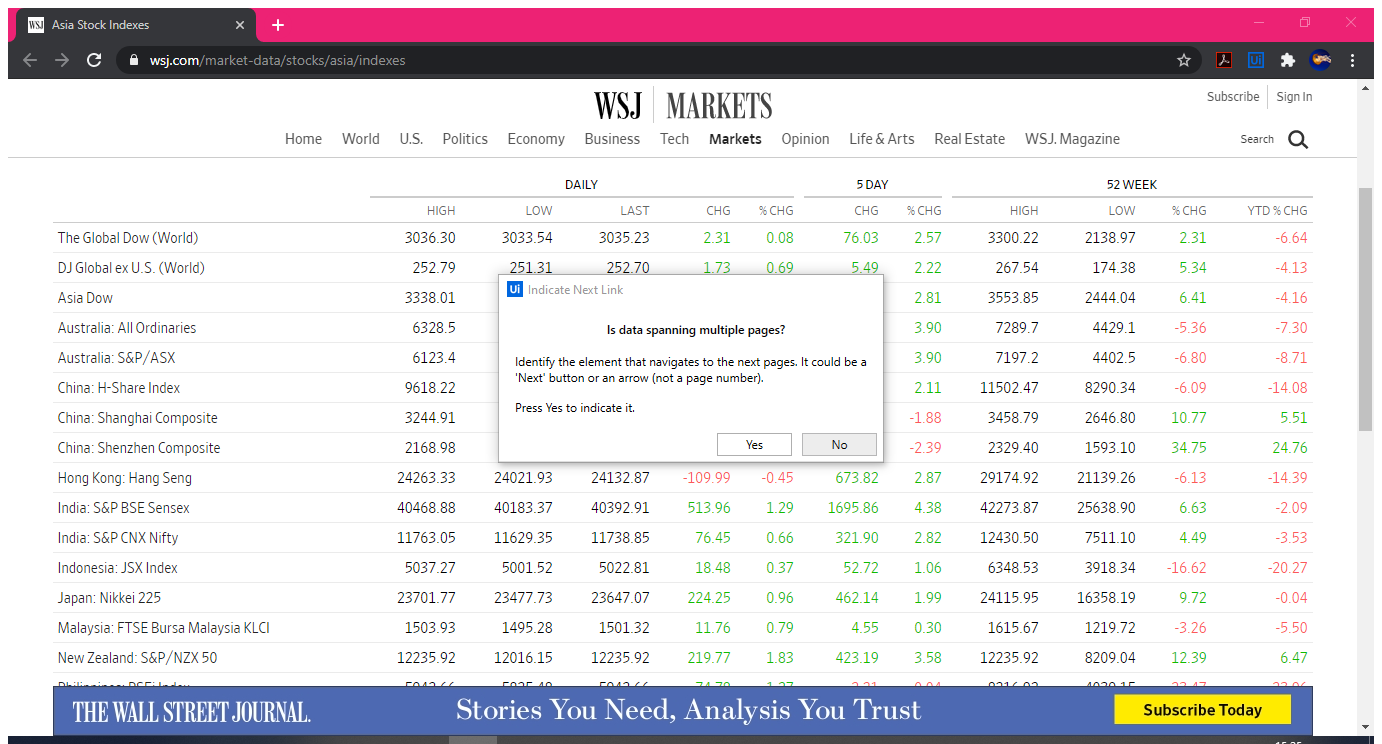 WSJ Asia Stock Indexes
wsj.com/market-data/stocks/asia/indexes
Ui
Subscribe Sign In
WSJ MARKETS
Home World U.S. Politics Economy Business Tech Markets Opinion Life & Arts Real Estate WSJ. Magazine Search
DAILY 5 DAY 52 WEEK
HIGH LOW LAST CHG % CHG CHG % CHG HIGH LOW % CHG YTD % CHG
The Global Dow (World) 3036.30 3033.54 3035.23 2.31 0.08 76.03 2.57 3300.22 2138.97 2.31 -6.64
DJ Global ex U.S. (World) 252.79 251.31 252.70 1.73 0.69 5.49 2.22 267.54 174.38 5.34 -4.13
Asia Dow 3338.01 2.81 3553.85 2444.04 6.41 -4.16
Australia: All Ordinaries 6328.5 3.90 7289.7 4429.1 -5.36 -7.30
Australia: S&P/ASX 6123.4 3.90 7197.2 4402.5 -6.80 -8.71
China: H-Share Index 9618.22 2.11 11502.47 8290.34 -6.09 -14.08
China: Shanghai Composite 3244.91 -1.88 3458.79 2646.80 10.77 5.51
China: Shenzhen Composite 2168.98 -2.39 2329.40 1593.10 34.75 24.76
Ui Indicate Next Link
Is data spanning multiple pages?
Identify the element that navigates to the next pages. It could be a
'Next' button or an arrow (not a page number).
Press Yes to indicate it.
Yes No
Hong Kong: Hang Seng 24263.33 24021.93 24132.87 -109.99 -0.45 673.82 2.87 29174.92 21139.26 -6.13 -14.39
India: S&P BSE Sensex 40468.88 40183.37 40392.91 513.96 1.29 1695.86 4.38 42273.87 25638.90 6.63 -2.09
India: S&P CNX Nifty 11763.05 11629.35 11738.85 76.45 0.66 321.90 2.82 12430.50 7511.10 4.49 -3.53
Indonesia: JSX Index 5037.27 5001.52 5022.81 18.48 0.37 52.72 1.06 6348.53 3918.34 -16.62 -20.27
Japan: Nikkei 225 23701.77 23477.73 23647.07 224.25 0.96 462.14 1.99 24115.95 16358.19 9.72 -0.04
Malaysia: FTSE Bursa Malaysia KLCI 1503.93 1495.28 1501.32 11.76 0.79 4.55 0.30 1615.67 1219.72 -3.26 -5.50
New Zealand: S&P/NZX 50 12235.92 12016.15 12235.92 219.77 1.83 423.19 3.58 12235.92 8209.04 12.39 6.47
Philippines: PSEi Index
THE WALL STREET JOURNAL. Stories You Need, Analysis You Trust Subscribe Today